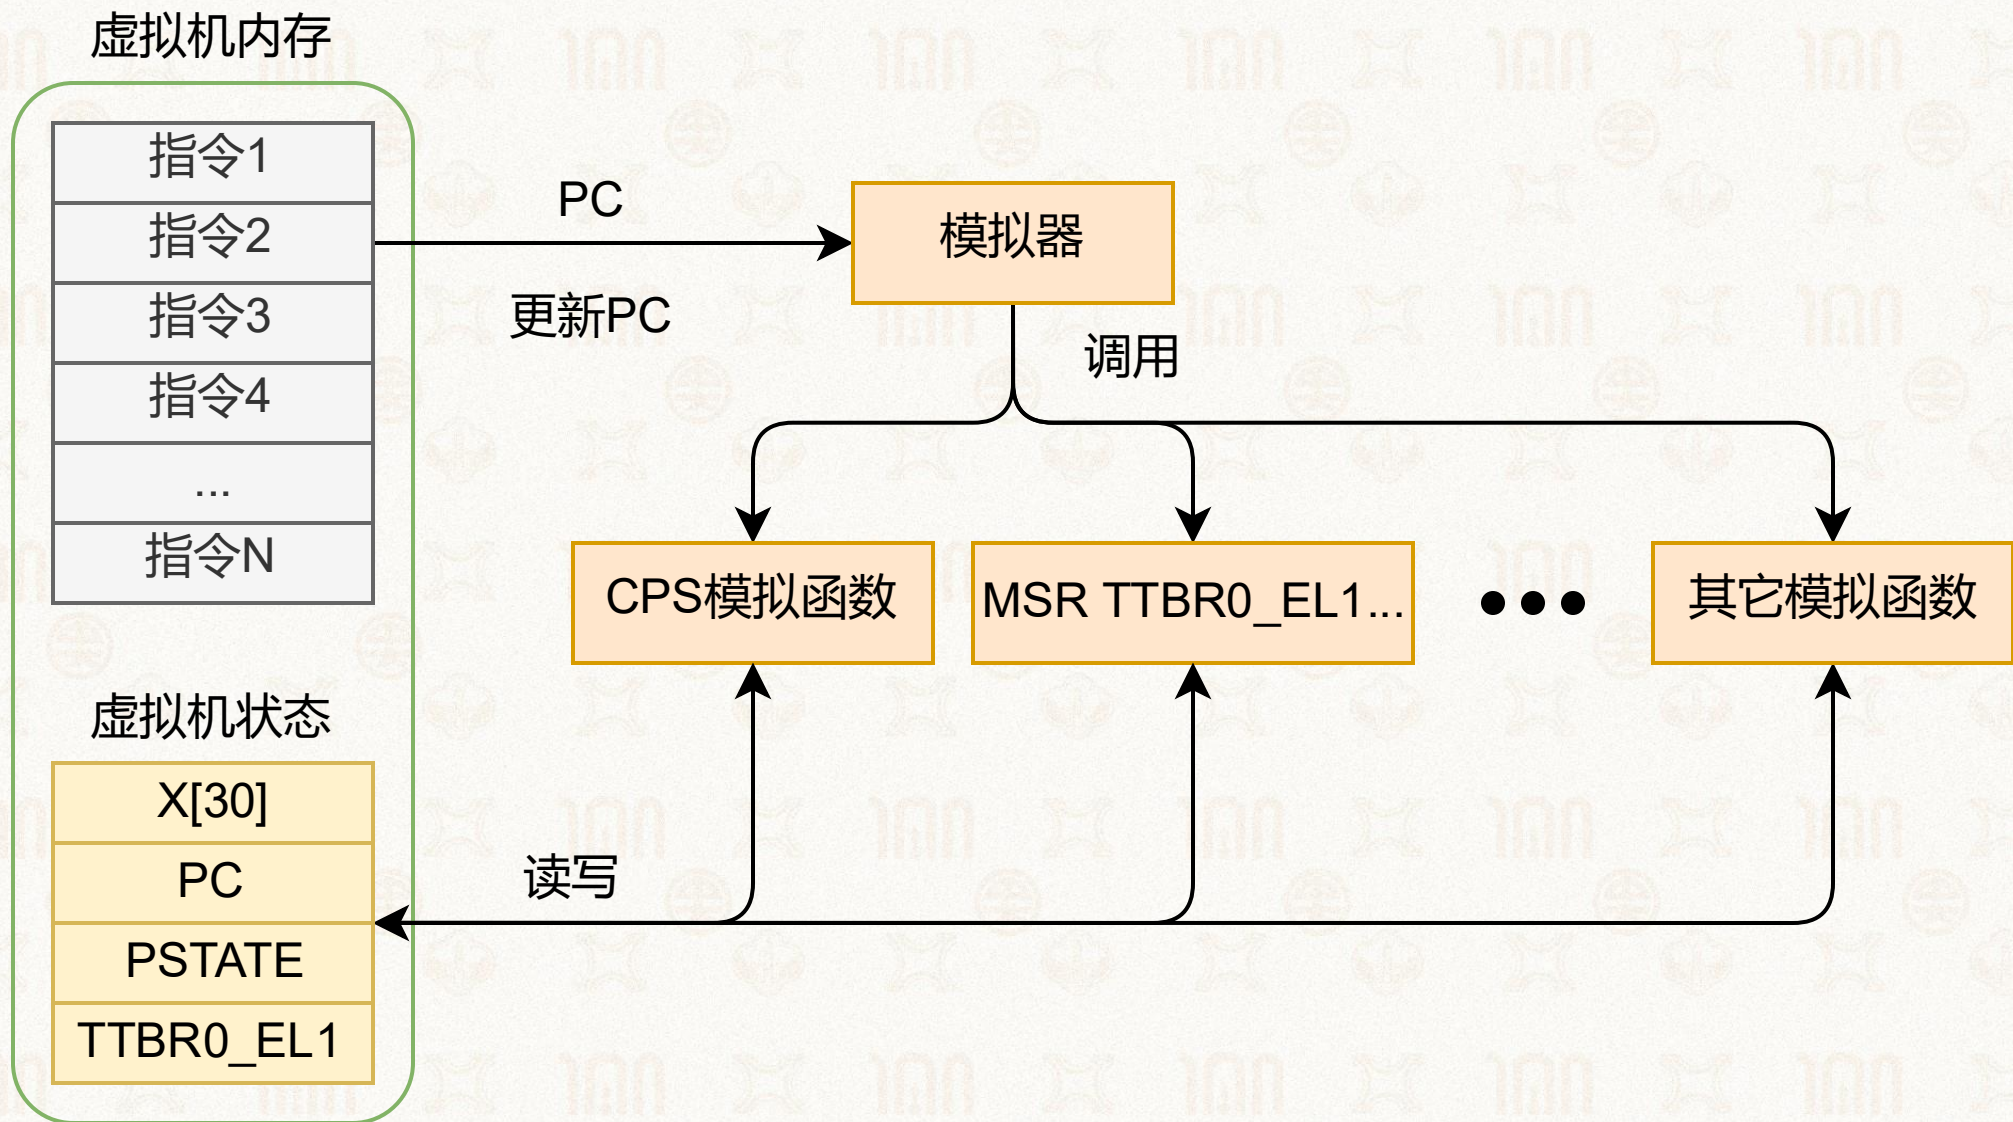 虚拟机内存
指令1
指令2
指令3
指令4
...
指令N
PC
更新PC
模拟器
调用
CPS模拟函数
MSR TTBR0_EL1...
其它模拟函数
虚拟机状态
X[30]
PC
PSTATE
TTBR0_EL1
读写